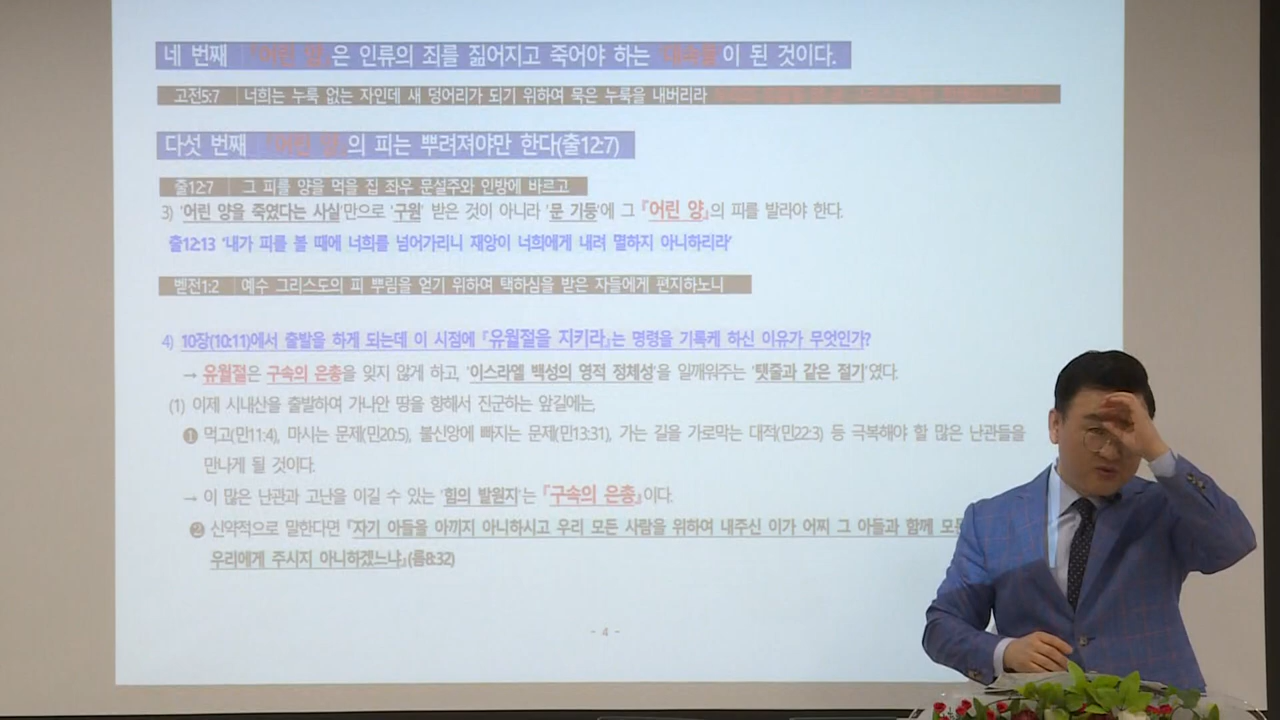 네 번째 『어린 양』은 인류의 죄를 짊어지고 죽어야 하는 대속물이 된 것이다.
고전5:7 너희는 누룩 없는 자인데 새 덩어리가 되기 위하여 묵은 누룩을 내버리라
다섯 번째 『어린 양』의 피는 뿌려져야만 한다(출12:7)
출12:7 그 피를 양을 먹을 집 좌우 문설주와 인방에 바르고
3) '어린 양을 죽였다는 사실'만으로 '구원' 받은 것이 아니라 '문 기둥'에 그 『어린 양』의 피를 발라야 한다.
출12:13 '내가 피를 볼 때에 너희를 넘어가리니 재앙이 너희에게 내려 멸하지 아니하리라'
벧전1:2 예수 그리스도의 피 뿌림을 얻기 위하여 택하심을 받은 자들에게 편지하노니
4) 10장(10:11)에서 출발을 하게 되는데 이 시점에 『유월절을 지키라』는 명령을 기록케 하신 이유가 무엇인가?
→ 유월절은 구속의 은총을 잊지 않게 하고, '이스라엘 백성의 영적 정체성'을 일깨워주는 '탯줄과 같은 절기'였다.
(1) 이제 시내산을 출발하여 가나안 땅을 향해서 진군하는 앞길에는,
❶ 먹고(민11:4), 마시는 문제(민20:5), 불신앙에 빠지는 문제(민13:31), 가는 길을 가로막는 대적(민22:3) 등 극복해야 할 많은 난관들을
만나게 될 것이다.
→ 이 많은 난관과 고난을 이길 수 있는 '힘의 발원지'는 『구속의 은총』이다.
❷ 신약적으로 말한다면 『자기 아들을 아끼지 아니하시고 우리 모든 사람을 위하여 내주신 이가 어찌 그 아들과 함께
우리에게 주시지 아니하겠느냐』(롬8:32)
- 4 -